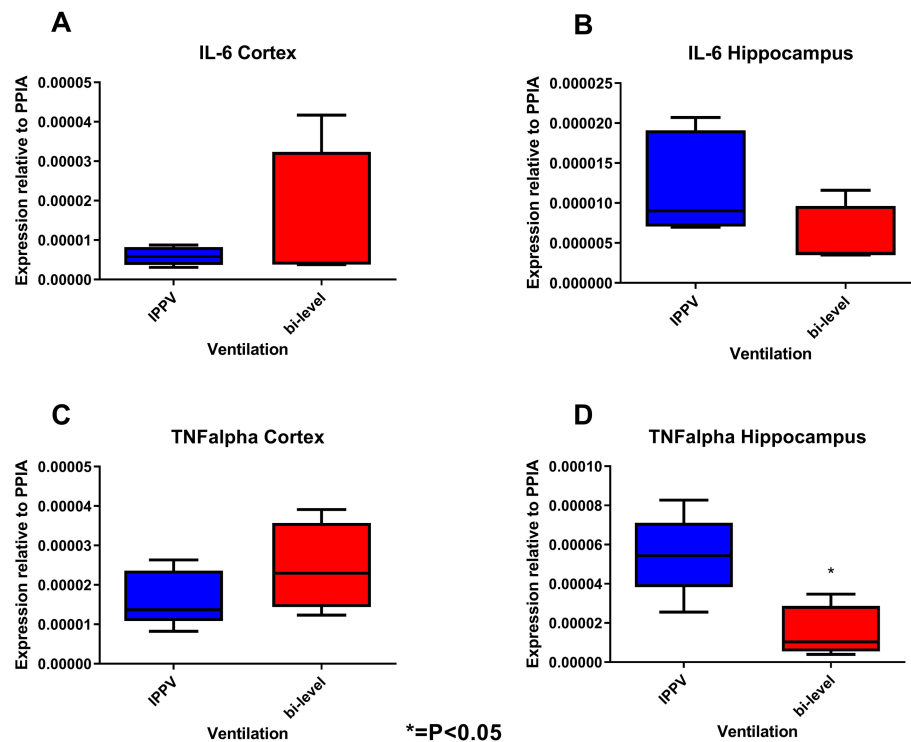 A
IL-6 Cortex
Expression relative to PPIA
0.00005
0.00004
0.00003
0.00002
0.00001
0.00000
IPPV
bi-level
Ventilation
B
IL-6 Hippocampus
Expression relative to PPIA
0.000025
0.000020
0.000015
0.000010
0.000005
0.000000
IPPV
bi-level
Ventilation
C
TNFalpha Cortex
Expression relative to PPIA
0.00005
0.00004
0.00003
0.00002
0.00001
0.00000
IPPV
bi-level
Ventilation
D
TNFalpha Hippocampus
Expression relative to PPIA
0.00010
0.00008
0.00006
0.00004
0.00002
0.00000
*
IPPV
bi-level
Ventilation
*=P<0.05